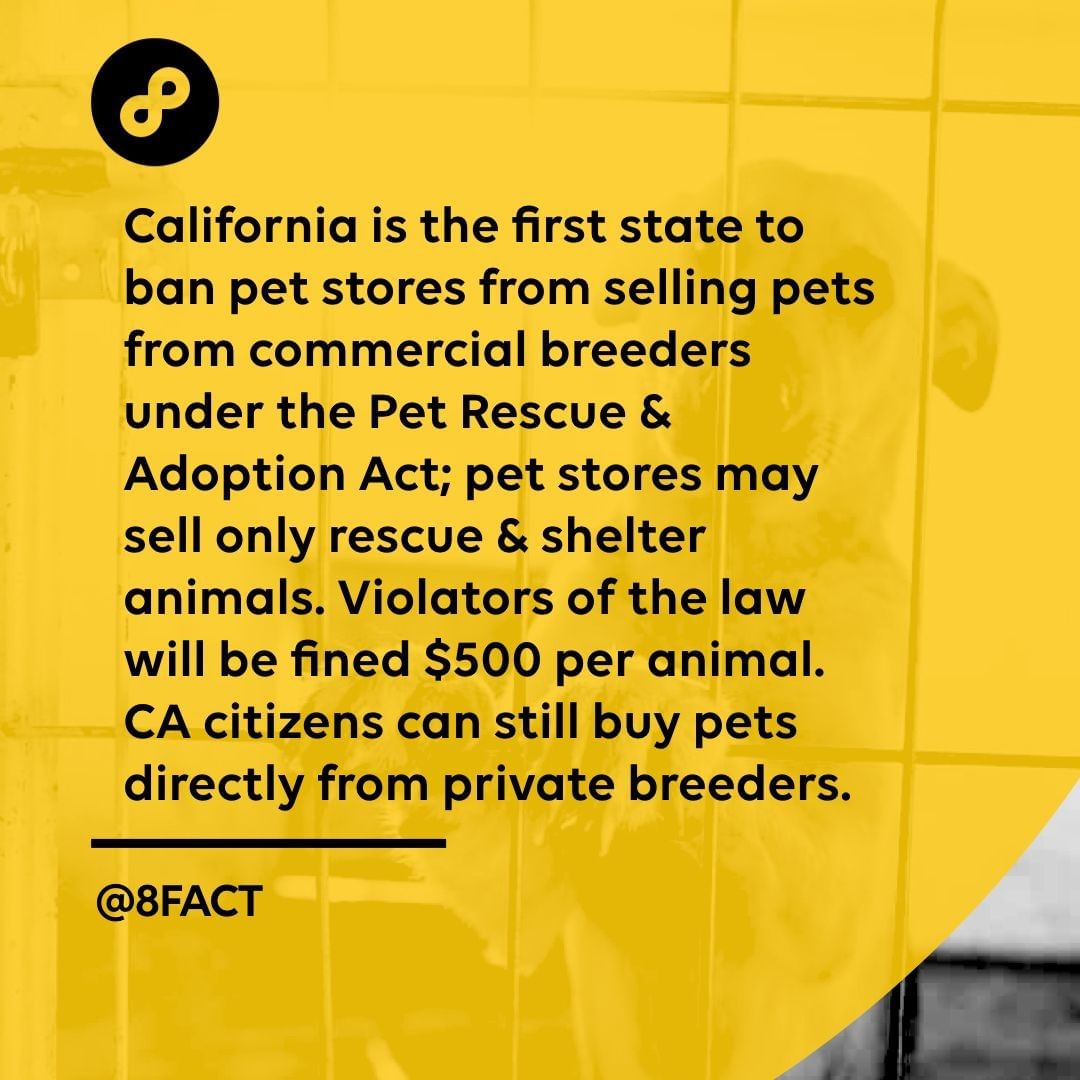 California is the first state to
ban pet stores from selling pets
from commercial breeders
under the Pet Rescue &
Adoption Act; pet stores may
sell only rescue & shelter
animals. Violators of the law
will be fined $500 per animal.
CA citizens can still buy pets
directly from private breeders.
@8FACT